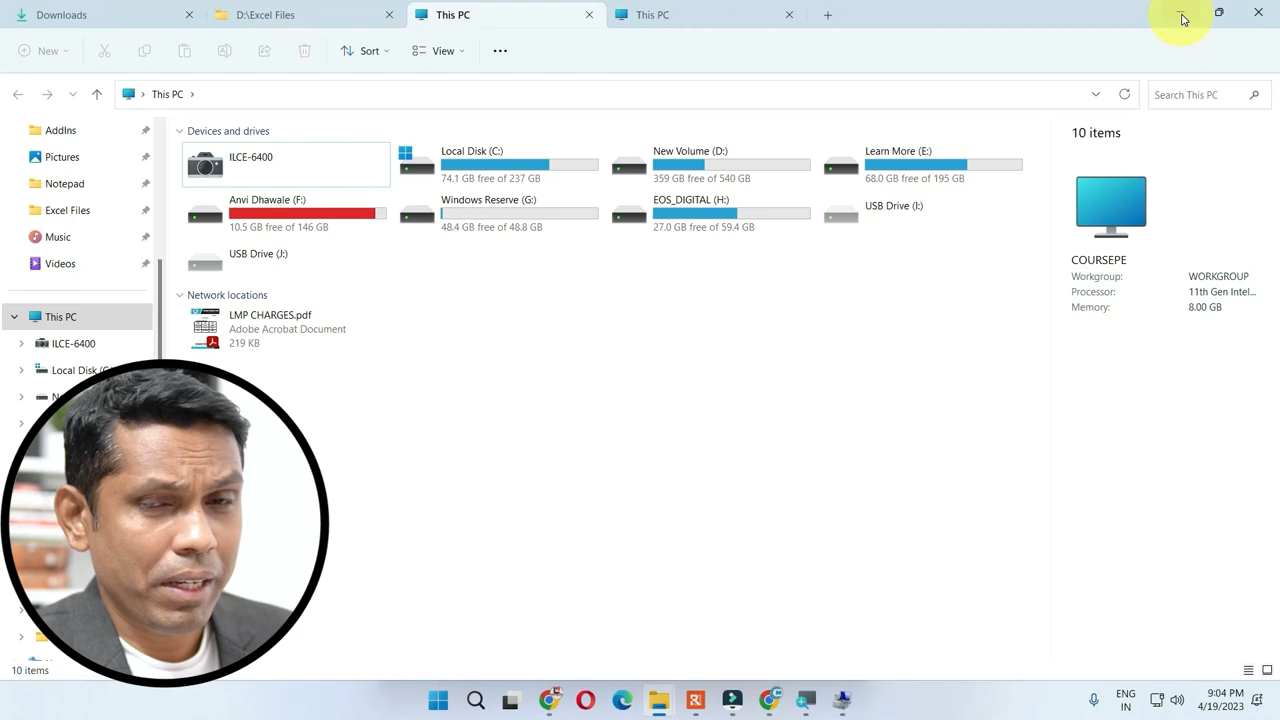 Downloads
D:\Excel Files
This PC
This PC
New
Sort
View
This PC
Search This PC
AddIns
Pictures
Notepad
Excel Files
Music
Videos
This PC
ILCE-6400
Local Disk
Devices and drives
ILCE-6400
Local Disk (C:)
74.1 GB free of 237 GB
New Volume (D:)
359 GB free of 540 GB
Learn More (E:)
68.0 GB free of 195 GB
Anvi Dhawale (F:)
10.5 GB free of 146 GB
Windows Reserve (G:)
48.4 GB free of 48.8 GB
EOS_DIGITAL (H:)
27.0 GB free of 59.4 GB
USB Drive (I:)
USB Drive (J:)
Network locations
LMP CHARGES.pdf
Adobe Acrobat Document
219 KB
10 items
COURSEPE
Workgroup: WORKGROUP
Processor: 11th Gen Intel...
Memory: 8.00 GB
10 items
ENG
IN
9:04 PM
4/19/2023